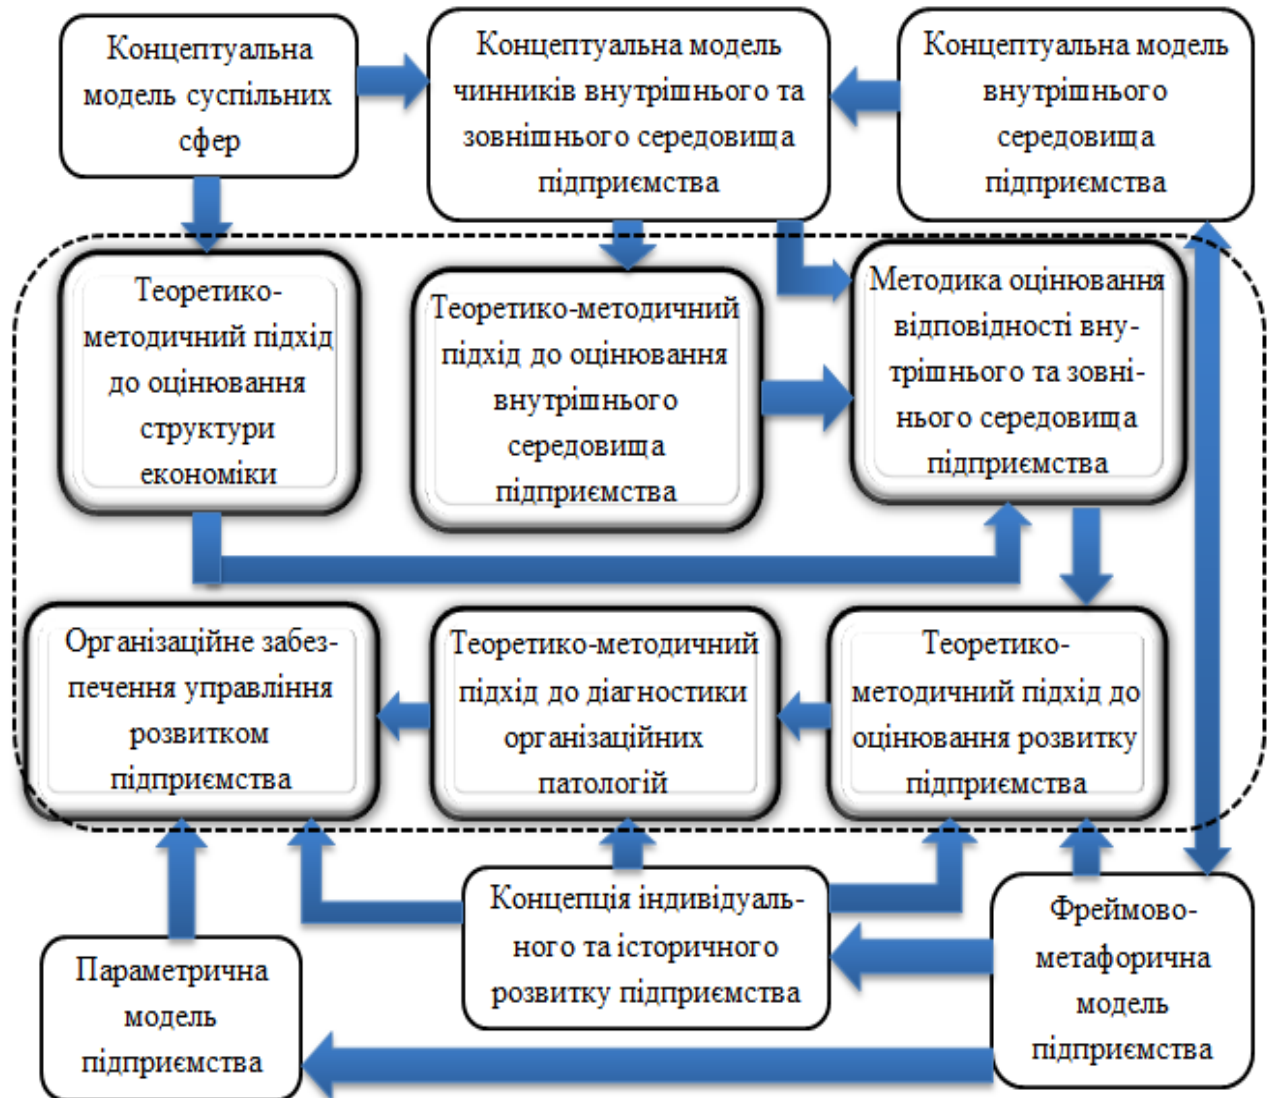 Концептуальна
модель суспільних
сфер
Концептуальна модель
чинників внутрішнього та
зовнішнього середовища
підприємства
Концептуальна модель
внутрішнього
середовища
підприємства
Теоретико-
методичний підхід
до оцінювання
структури
економіки
Теоретико-методичний
підхід до оцінювання
внутрішнього
середовища
підприємства
Методика оцінювання
відповідності вну-
трішнього та зовні-
нього середовища
підприємства
Організаційне забез-
печення управління
розвитком
підприємства
Теоретико-методичний
підхід до діагностики
організаційних
патологій
Теоретико-
методичний підхід до
оцінювання розвитку
підприємства
Параметрична
модель
підприємства
Концепція індивідуаль-
ного та історичного
розвитку підприємства
Фреймово-
метафорична
модель
підприємства